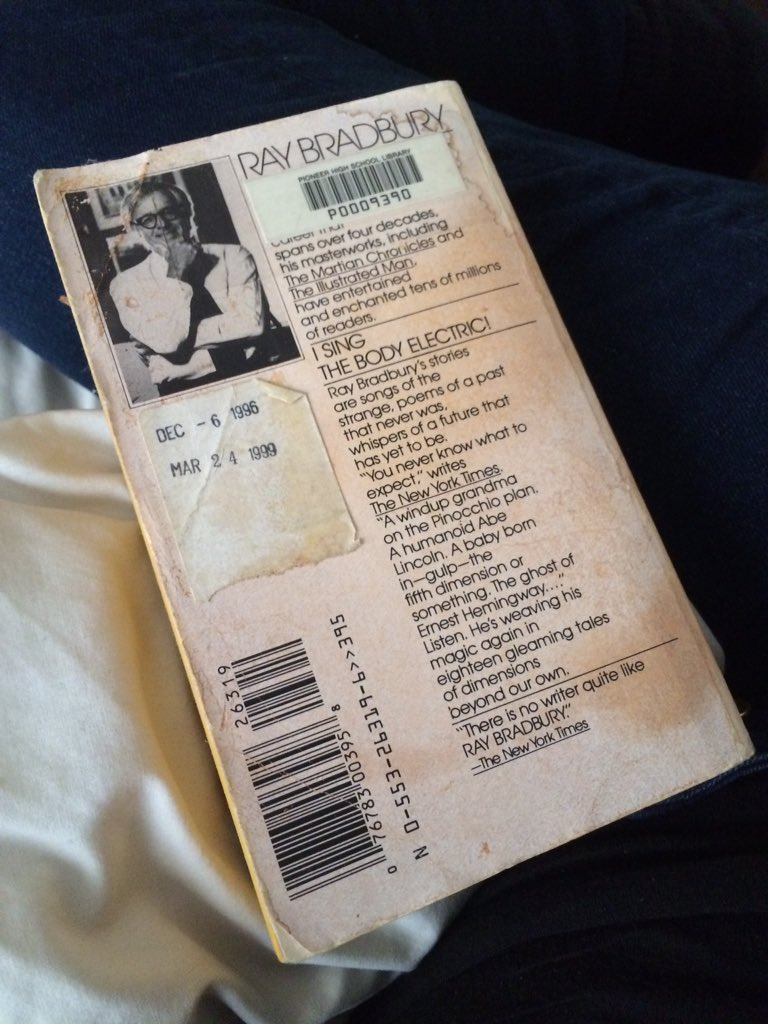 RAY BRADBURY
PIONEER HIGH SCHOOL LIBRARY
P0009390
spans over four decades,
his masterworks, including
The Martian Chronicles and
The Illustrated Man,
have entertained
and enchanted tens of millions
of readers.
I SING
THE BODY ELECTRIC!
Ray Bradbury's stories
are songs of the
strange, poems of a past
that never was,
whispers of a future that
has yet to be.
"You never know what to
expect," writes
The New York Times.
"A windup grandma
on the Pinocchio plan.
A humanoid Abe
Lincoln. A baby born
in—gulp—the
fifth dimension or
something. The ghost of
Ernest Hemingway...."
Listen. He's weaving his
magic again in
eighteen gleaming tales
of dimensions
beyond our own.
"There is no writer quite like
RAY BRADBURY."
—The New York Times
DEC - 6 1996
MAR 24 1999
26319
0 76783 00395 8
N 0-553-26319-6>>395